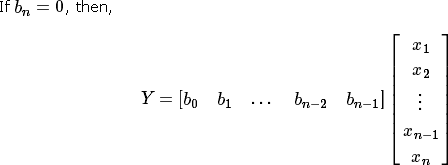 If $b_n = 0$, then,
$$Y = [b_0 \quad b_1 \quad \ldots \quad b_{n-2} \quad b_{n-1}] \begin{bmatrix} x_1 \\ x_2 \\ \vdots \\ x_{n-1} \\ x_n \end{bmatrix}$$